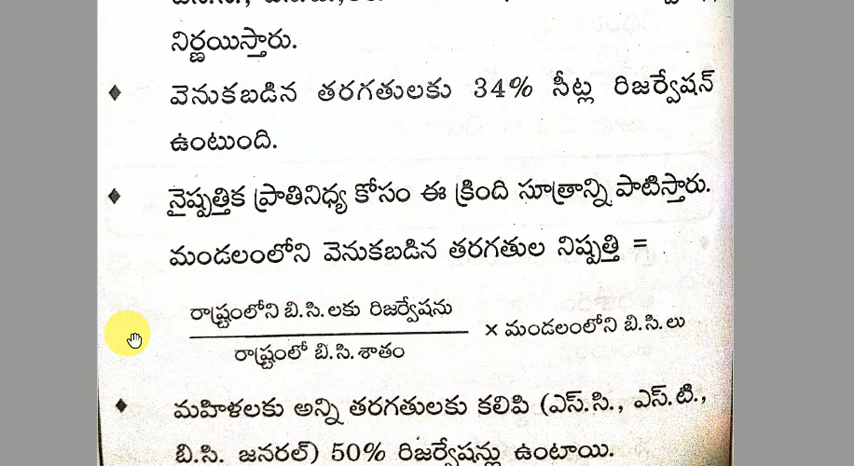 నిర్ణయిస్తారు.
♦ వెనుకబడిన తరగతులకు 34% సీట్ల రిజర్వేషన్
ఉంటుంది.
♦ నైష్పత్తిక ప్రాతినిధ్య కోసం ఈ క్రింది సూత్రాన్ని పాటిస్తారు.
మండలంలోని వెనుకబడిన తరగతుల నిష్పత్తి =
రాష్ట్రంలోని బి.సి.లకు రిజర్వేషను
రాష్ట్రంలో బి.సి.శాతం
× మండలంలోని బి.సి.లు
♦ మహిళలకు అన్ని తరగతులకు కలిపి (ఎస్.సి., ఎస్.టి.,
బి.సి. జనరల్) 50% రిజర్వేషన్లు ఉంటాయి.